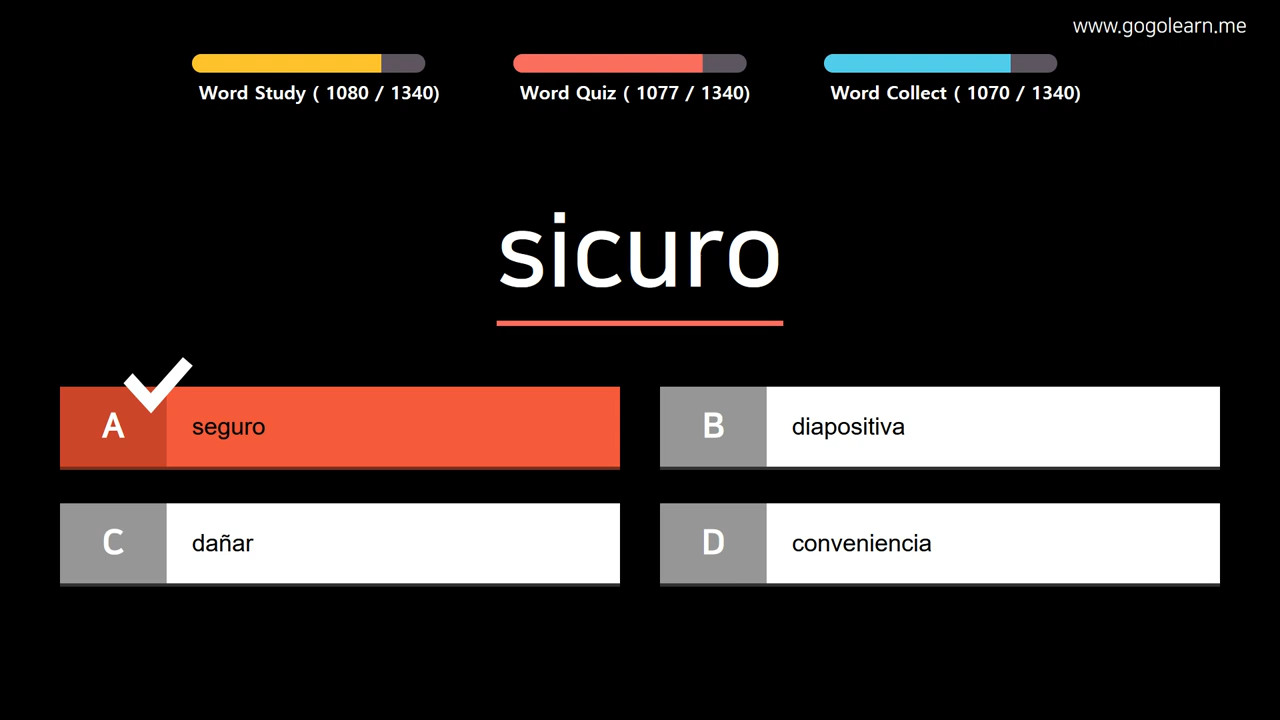 www.gogolearn.me
Word Study ( 1080 / 1340)
Word Quiz ( 1077 / 1340)
Word Collect ( 1070 / 1340)
sicuro
A seguro
B diapositiva
C dañar
D conveniencia